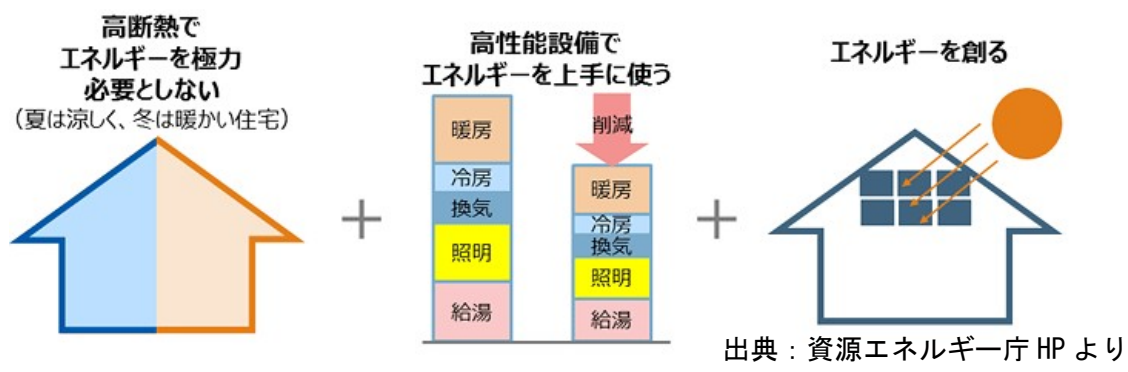 高断熱で
エネルギーを極力
必要としない
（夏は涼しく、冬は暖かい住宅）
高性能設備で
エネルギーを上手に使う
暖房
冷房
換気
照明
給湯
削減
暖房
冷房
換気
照明
給湯
エネルギーを創る
出典：資源エネルギー庁HPより